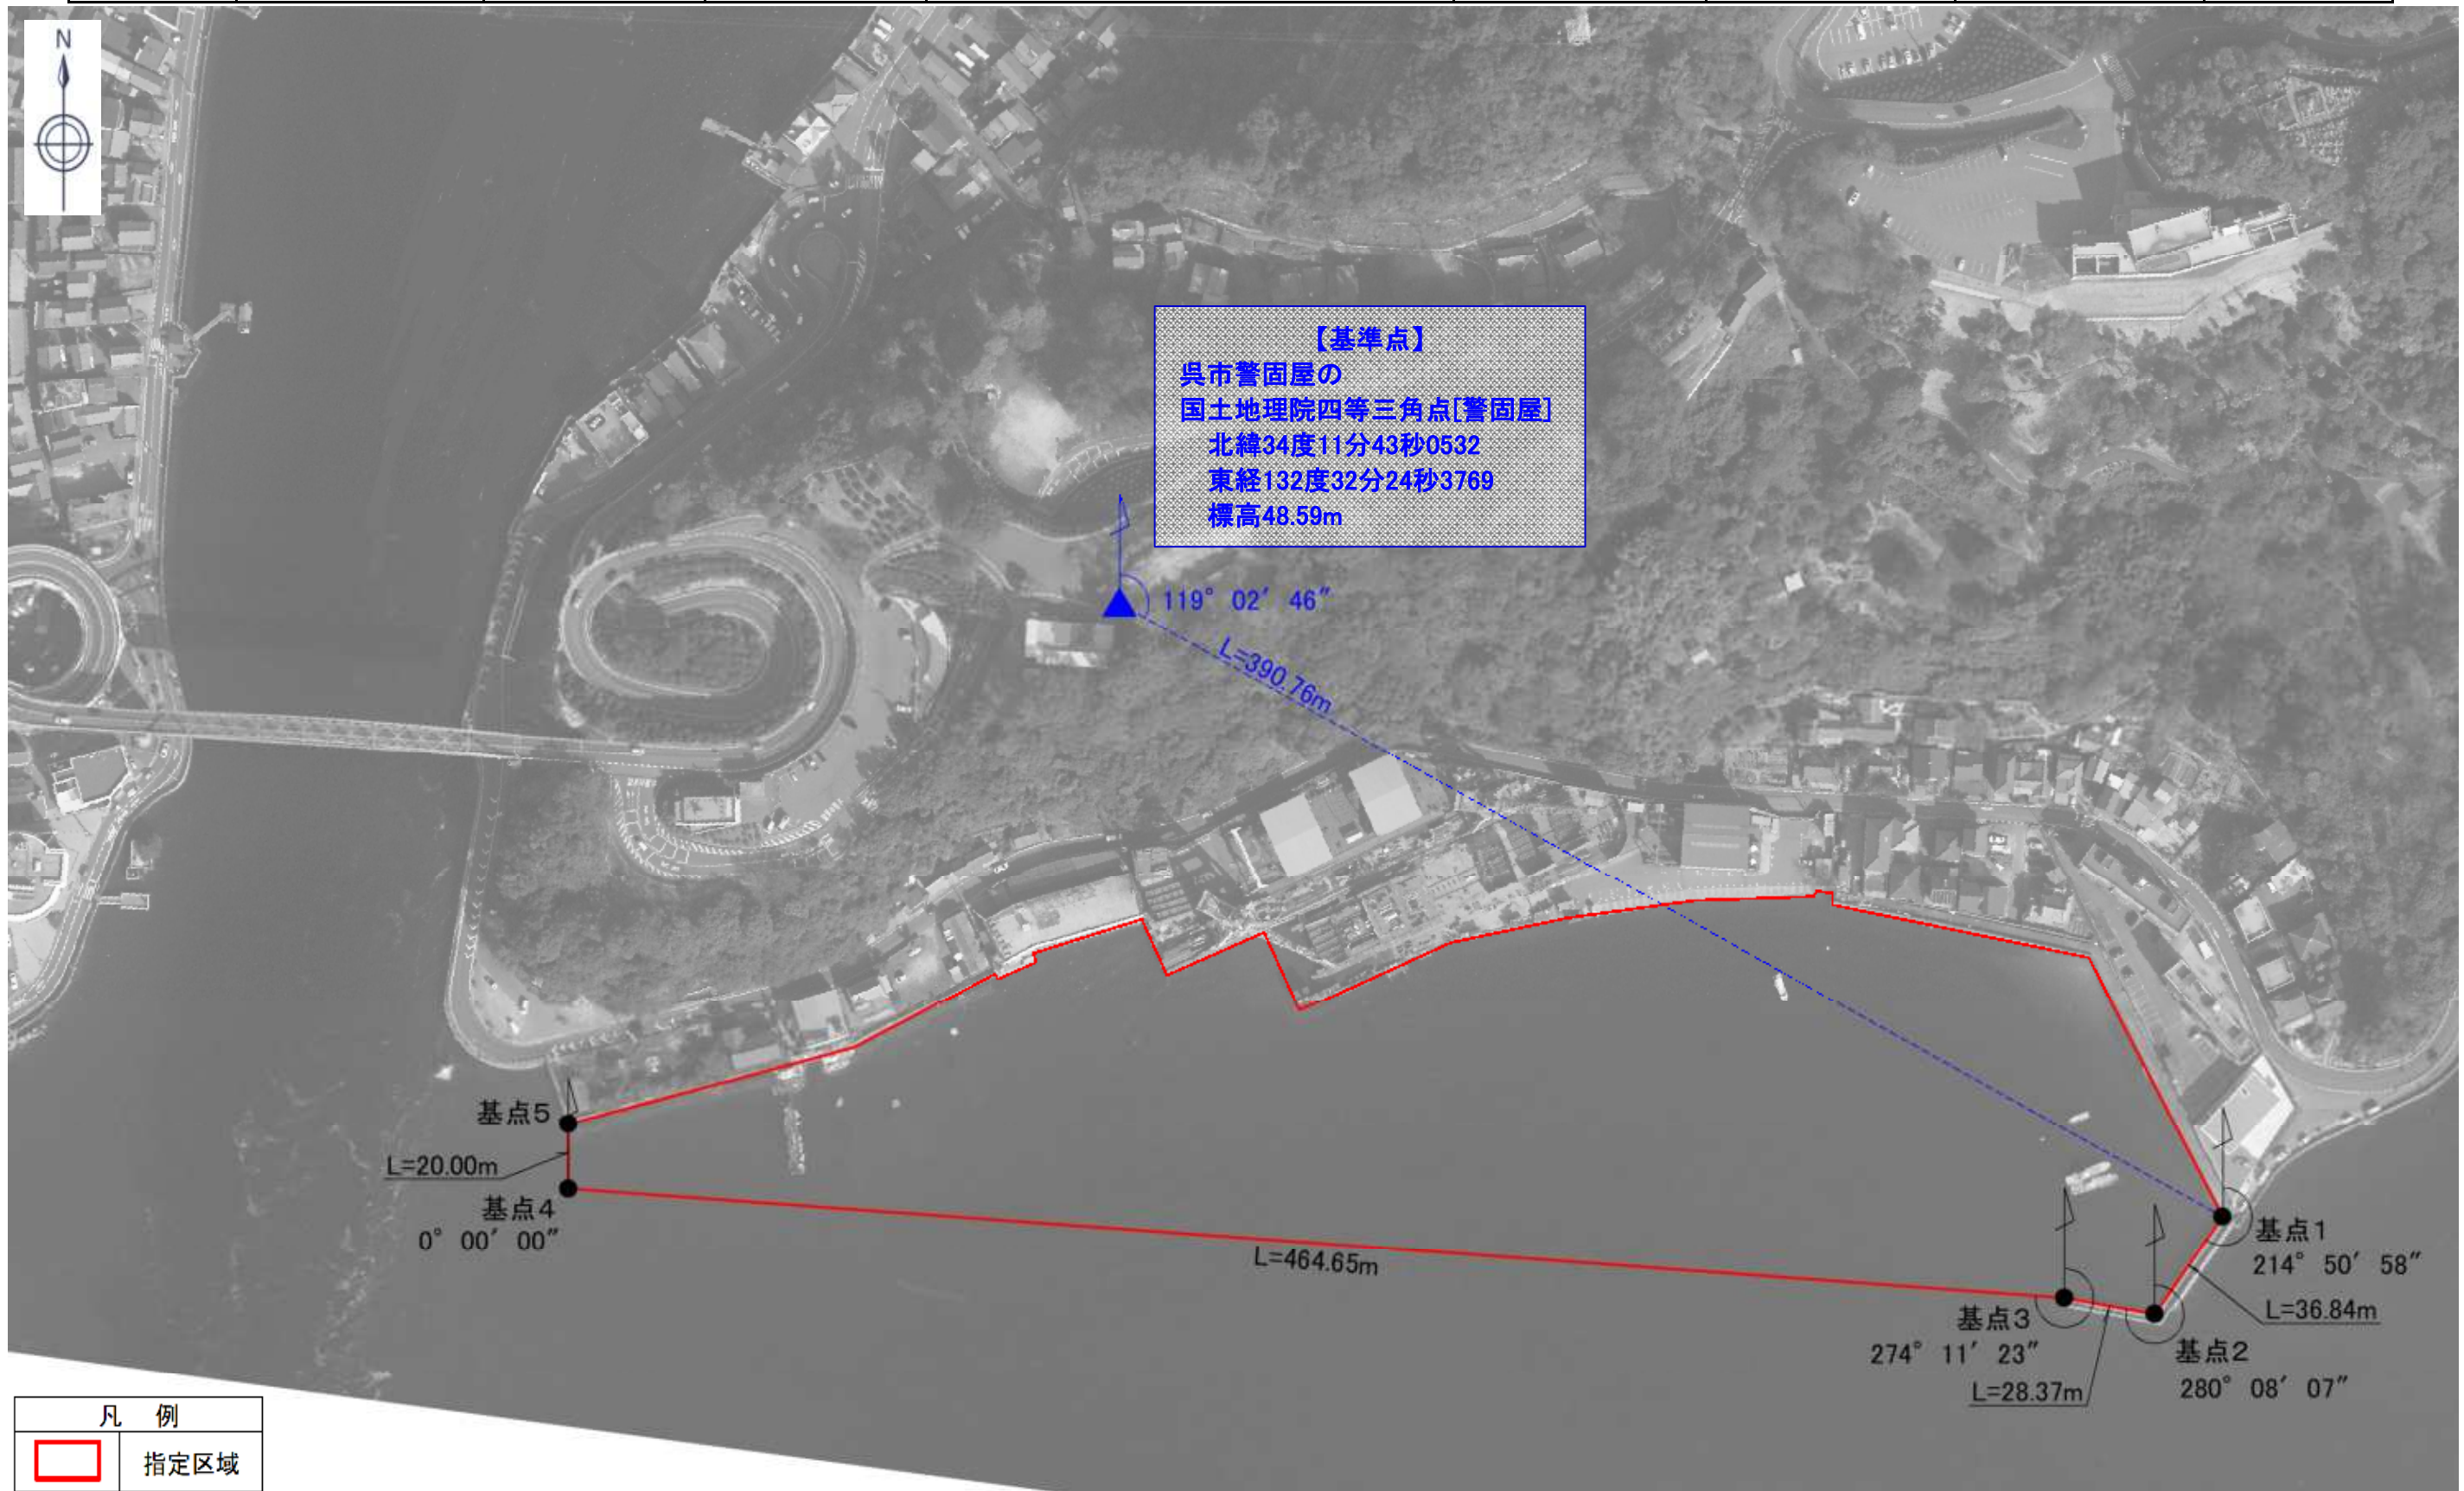 N
【基準点】
呉市警固屋の
国土地理院四等三角点[警固屋]
北緯34度11分43秒0532
東経132度32分24秒3769
標高48.59m
119° 02′ 46″
L=390.76m
基点5
L=20.00m
基点4
0° 00′ 00″
L=464.65m
基点1
214° 50′ 58″
L=36.84m
基点3
274° 11′ 23″
基点2
280° 08′ 07″
L=28.37m
凡 例
指定区域